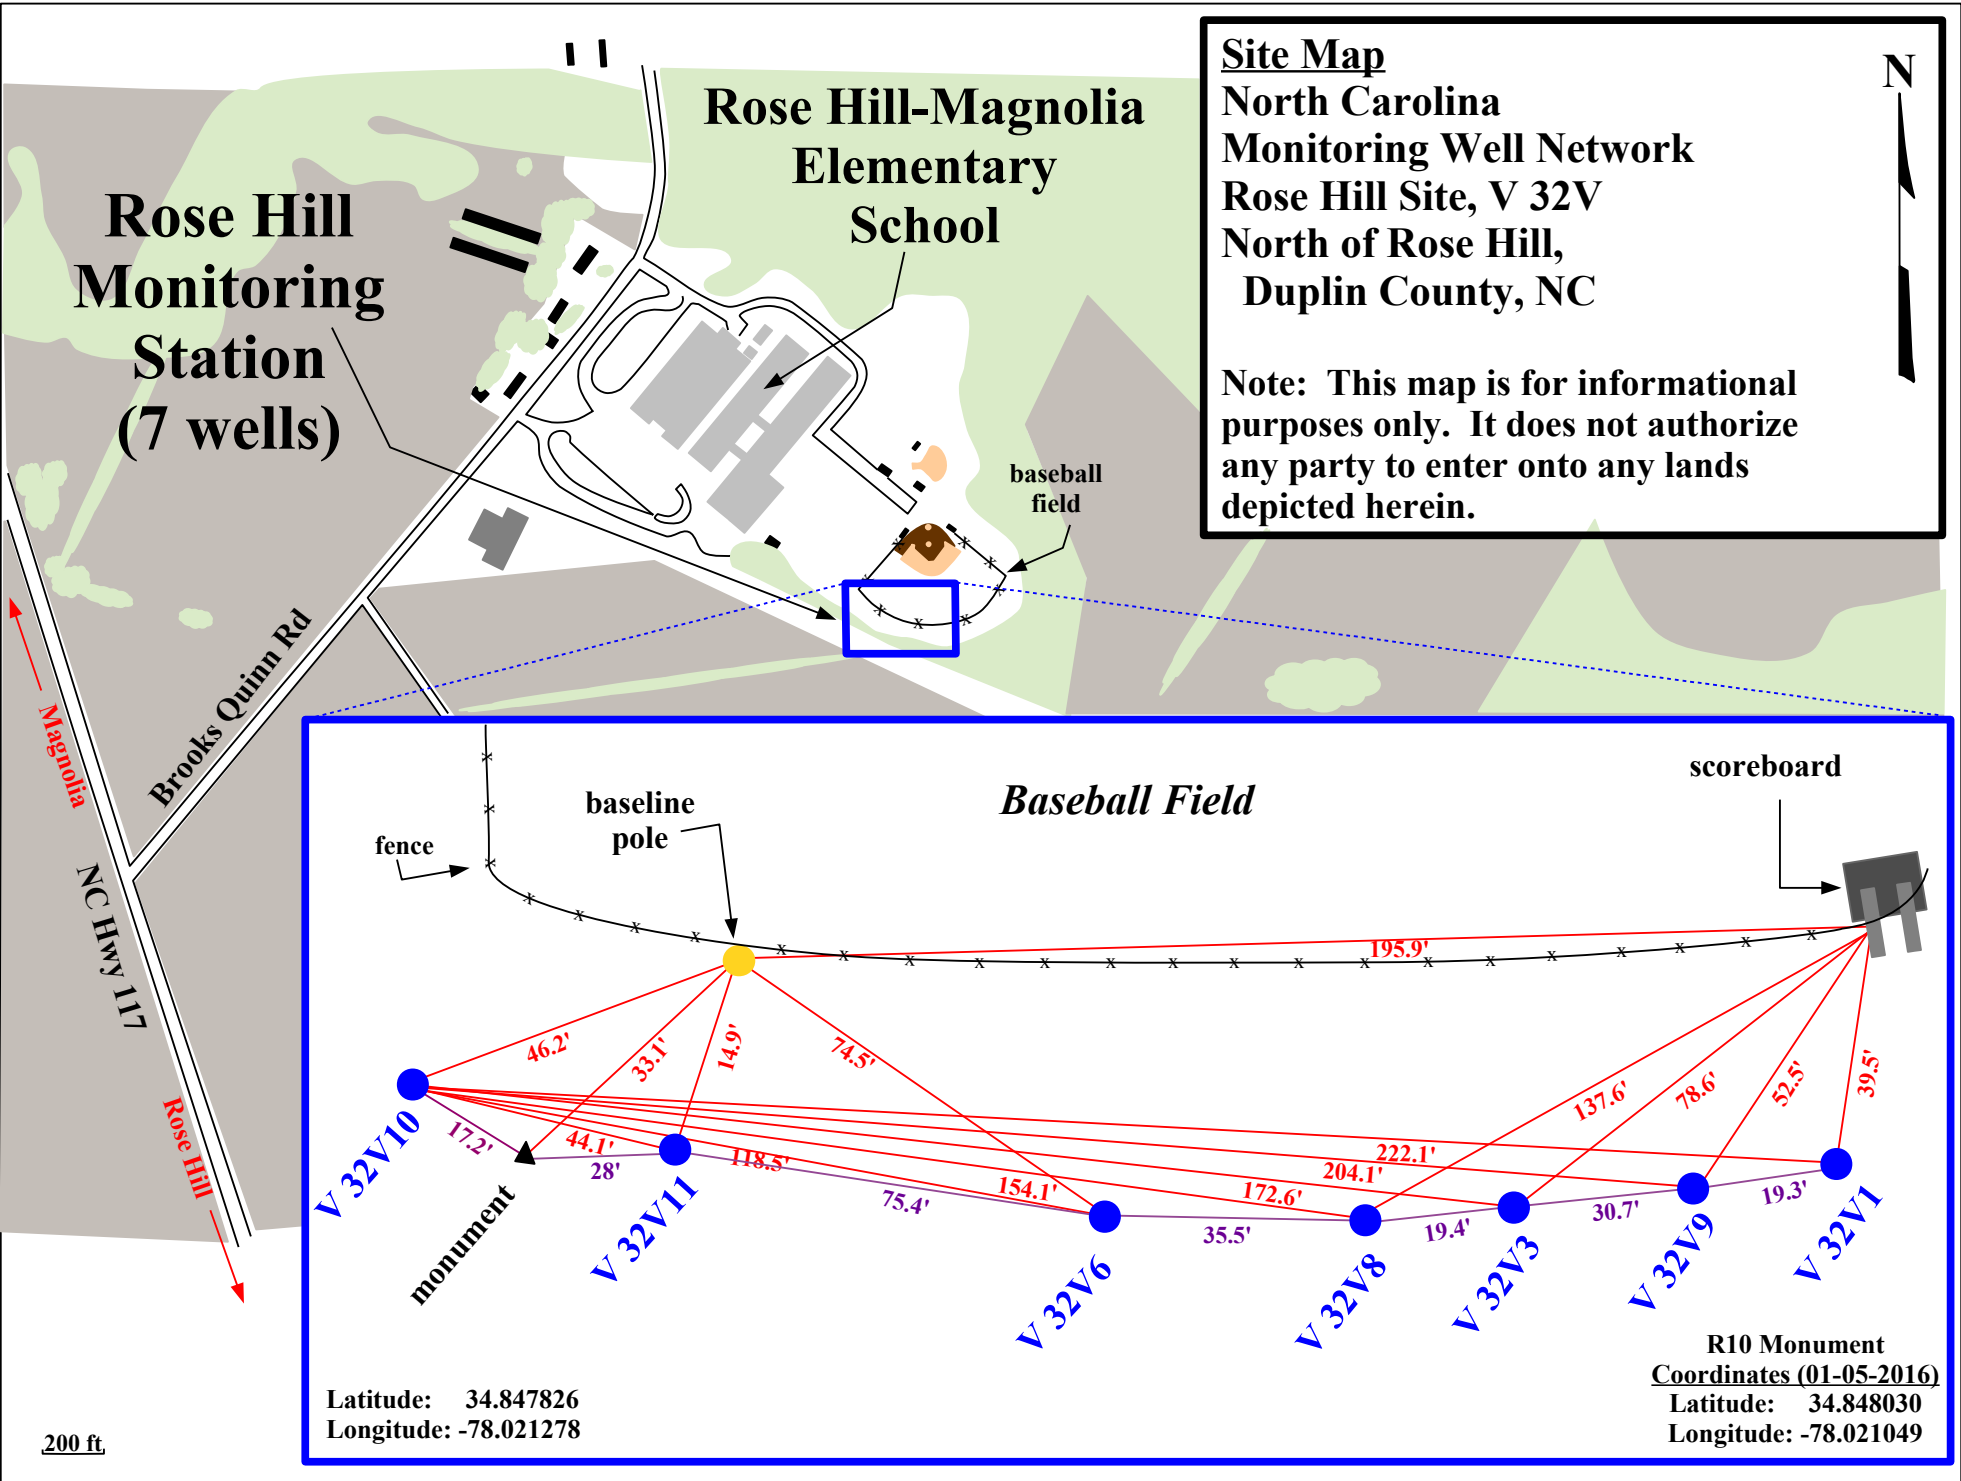 Site Map
North Carolina
Monitoring Well Network
Rose Hill Site, V 32V
North of Rose Hill,
Duplin County, NC
Note: This map is for informational
purposes only. It does not authorize
any party to enter onto any lands
depicted herein.
N
Rose Hill-Magnolia
Elementary
School
Rose Hill
Monitoring
Station
(7 wells)
baseball
field
Magnolia
Brooks Quinn Rd
NC Hwy 117
Rose Hill
200 ft
Baseball Field
scoreboard
baseline
pole
fence
195.9'
46.2'
33.1'
14.9'
74.5'
137.6'
78.6'
52.5'
39.5'
17.2'
44.1'
28'
118.5'
75.4'
154.1'
172.6'
204.1'
222.1'
35.5'
19.4'
30.7'
19.3'
V 32V10
monument
V 32V11
V 32V6
V 32V8
V 32V3
V 32V9
V 32V1
Latitude: 34.847826
Longitude: -78.021278
R10 Monument
Coordinates (01-05-2016)
Latitude: 34.848030
Longitude: -78.021049